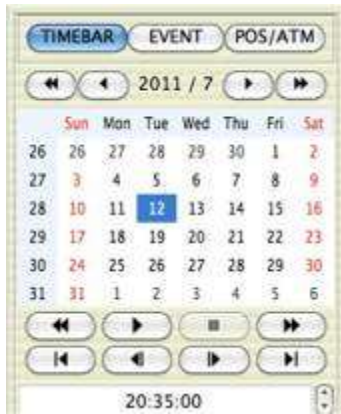 TIMEBAR EVENT POS/ATM
2011 / 7
Sun Mon Tue Wed Thu Fri Sat
26 26 27 28 29 30 1 2
27 3 4 5 6 7 8 9
28 10 11 12 13 14 15 16
29 17 18 19 20 21 22 23
30 24 25 26 27 28 29 30
31 31 1 2 3 4 5 6
20:35:00